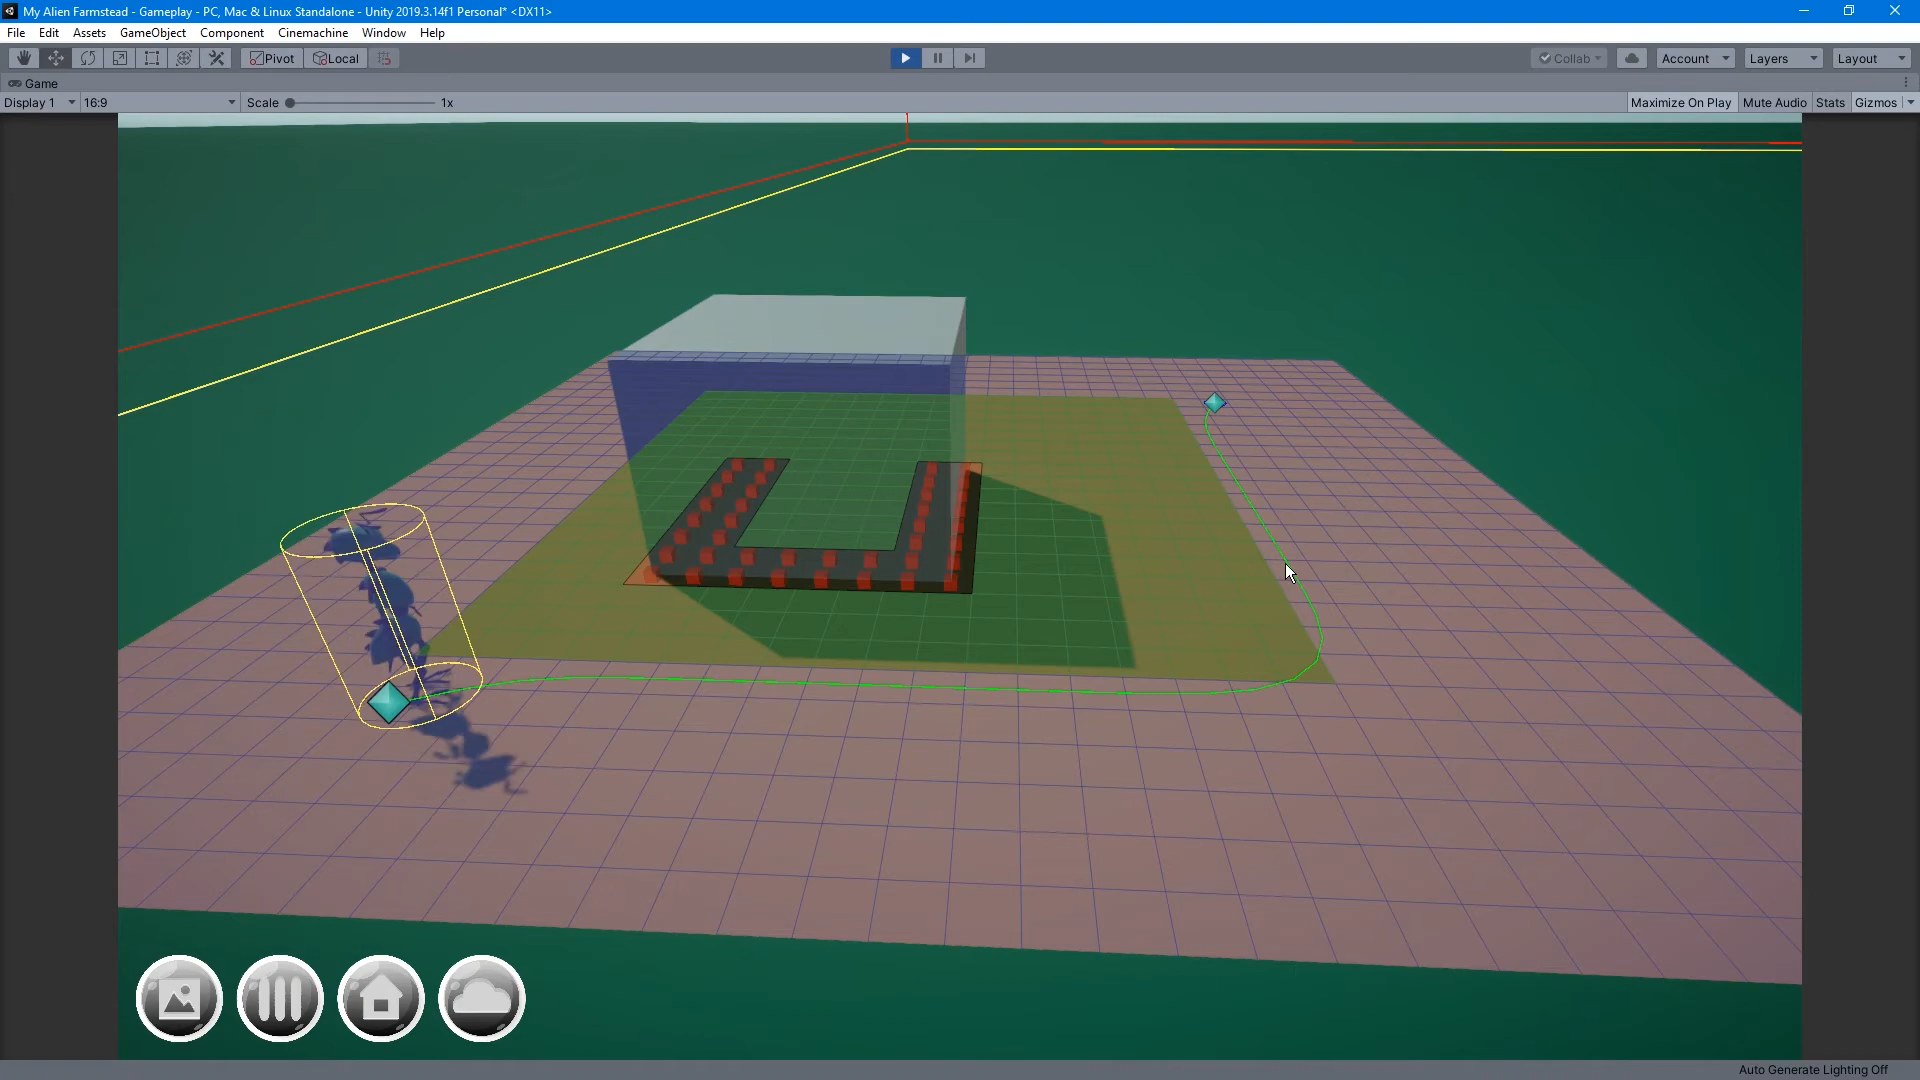 My Alien Farmstead - Gameplay - PC, Mac & Linux Standalone - Unity 2019.3.14f1 Personal* <DX11>
File Edit Assets GameObject Component Cinemachine Window Help
Pivot Local Collab Account Layers Layout
Game
Display 1 16:9 Scale 1x Maximize On Play Mute Audio Stats Gizmos
Auto Generate Lighting Off